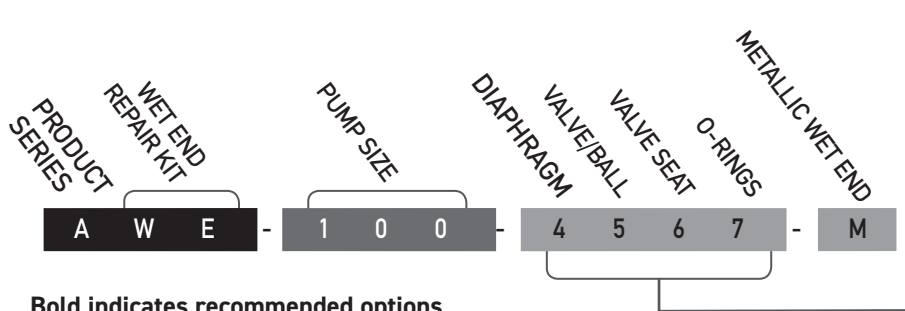 PRODUCT
SERIES
WET END
REPAIR KIT
PUMP SIZE
DIAPHRAGM
VALVE/BALL
VALVE SEAT
O-RINGS
METALLIC WET END
A W E - 1 0 0 - 4 5 6 7 - M
Bold indicates recommended options